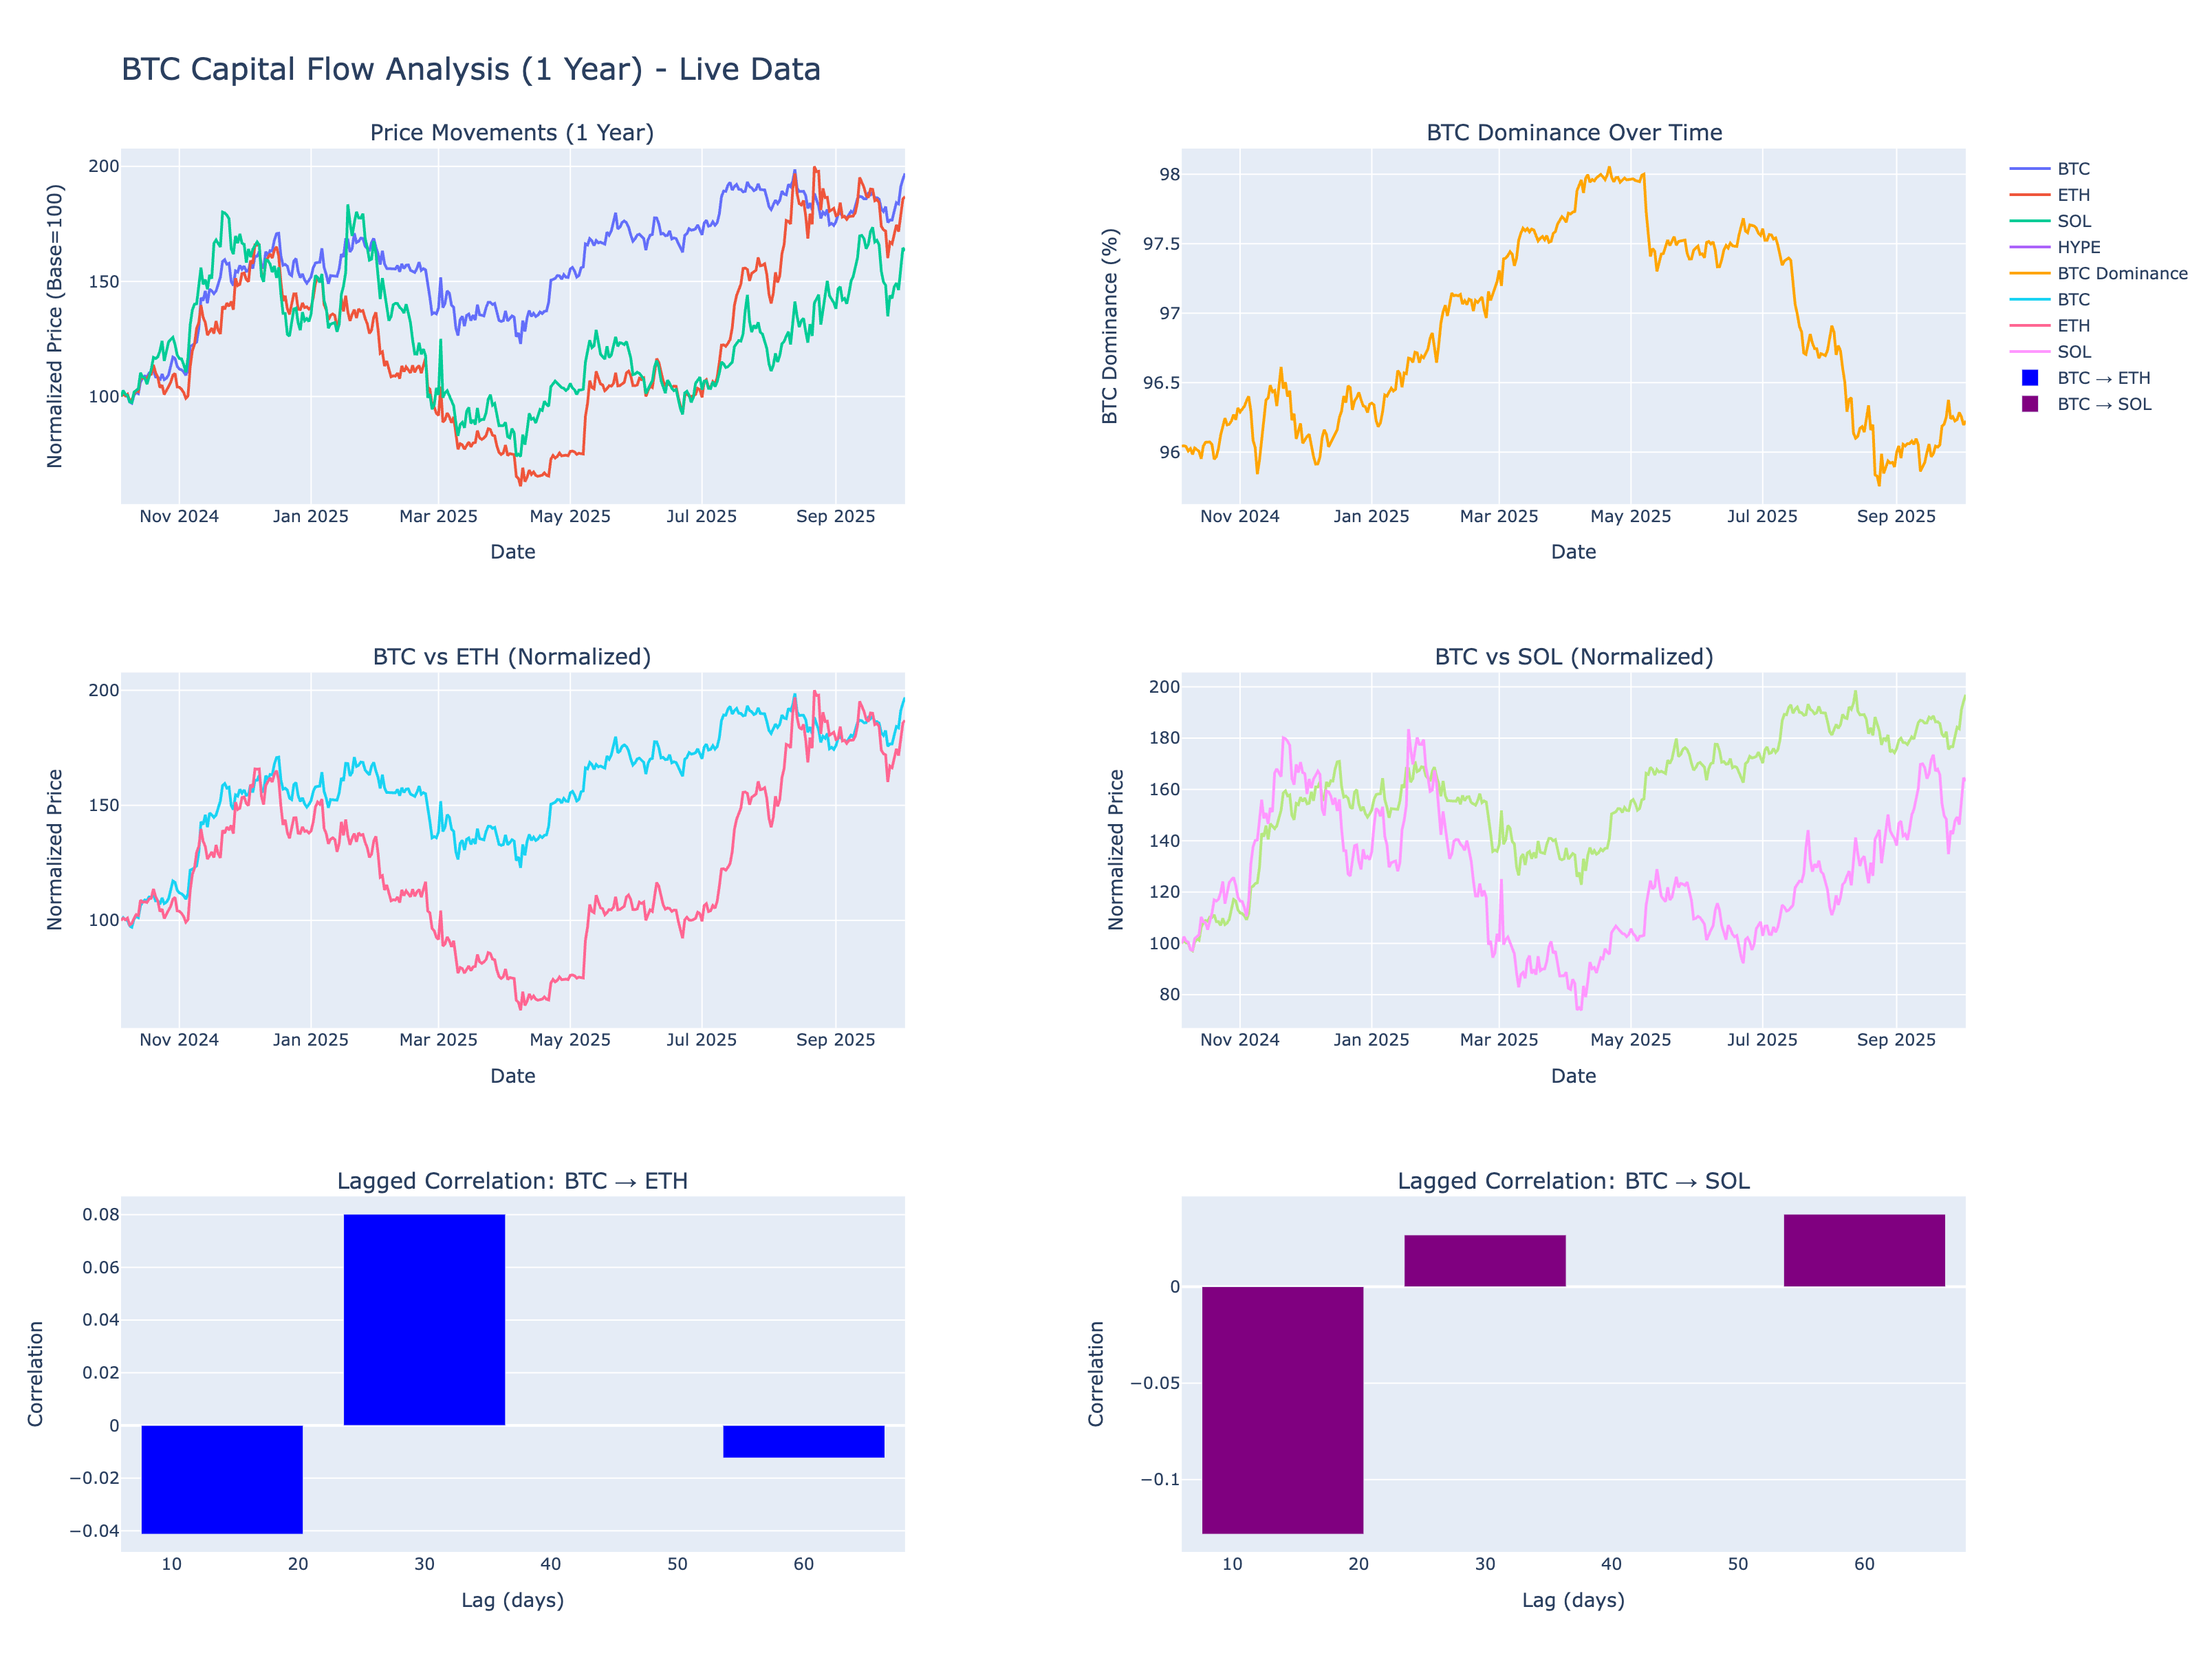 BTC Capital Flow Analysis (1 Year) - Live Data
Price Movements (1 Year)
Normalized Price (Base=100)
200
150
100
Nov 2024 Jan 2025 Mar 2025 May 2025 Jul 2025 Sep 2025
Date
BTC Dominance Over Time
BTC Dominance (%)
98
97.5
97
96.5
96
Nov 2024 Jan 2025 Mar 2025 May 2025 Jul 2025 Sep 2025
Date
BTC
ETH
SOL
HYPE
BTC Dominance
BTC
ETH
SOL
BTC → ETH
BTC → SOL
BTC vs ETH (Normalized)
Normalized Price
200
150
100
Nov 2024 Jan 2025 Mar 2025 May 2025 Jul 2025 Sep 2025
Date
BTC vs SOL (Normalized)
Normalized Price
200
180
160
140
120
100
80
Nov 2024 Jan 2025 Mar 2025 May 2025 Jul 2025 Sep 2025
Date
Lagged Correlation: BTC → ETH
Correlation
0.08
0.06
0.04
0.02
0
−0.02
−0.04
10 20 30 40 50 60
Lag (days)
Lagged Correlation: BTC → SOL
Correlation
0
−0.05
−0.1
10 20 30 40 50 60
Lag (days)